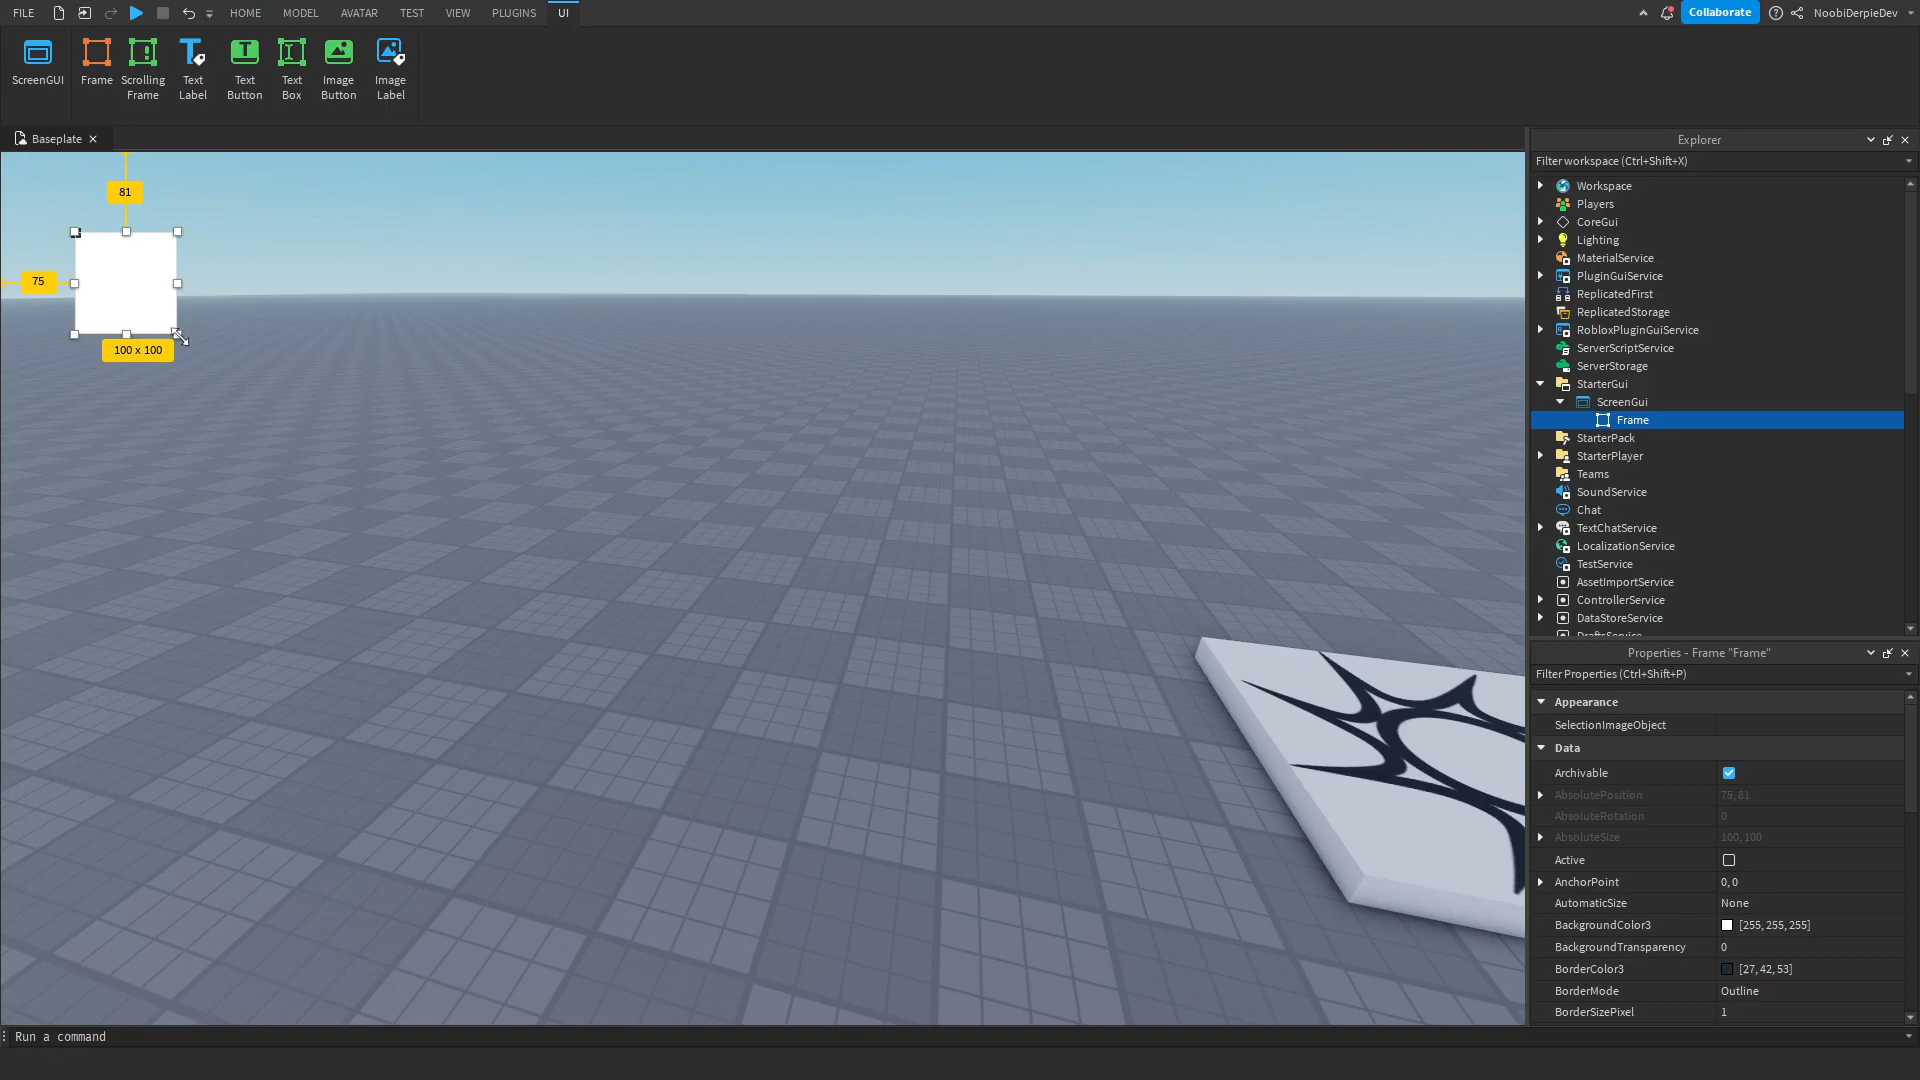 FILE
HOME
MODEL
AVATAR
TEST
VIEW
PLUGINS
UI
Collaborate
NoobiDerpieDev
ScreenGUI
Frame
Scrolling
Frame
Text
Label
Text
Button
Text
Box
Image
Button
Image
Label
Baseplate
81
75
100 x 100
Explorer
Filter workspace (Ctrl+Shift+X)
Workspace
Players
CoreGui
Lighting
MaterialService
PluginGuiService
ReplicatedFirst
ReplicatedStorage
RobloxPluginGuiService
ServerScriptService
ServerStorage
StarterGui
ScreenGui
Frame
StarterPack
StarterPlayer
Teams
SoundService
Chat
TextChatService
LocalizationService
TestService
AssetImportService
ControllerService
DataStoreService
DraftsService
Properties - Frame "Frame"
Filter Properties (Ctrl+Shift+P)
Appearance
SelectionImageObject
Data
Archivable
AbsolutePosition 75, 81
AbsoluteRotation 0
AbsoluteSize 100, 100
Active
AnchorPoint 0, 0
AutomaticSize None
BackgroundColor3 [255, 255, 255]
BackgroundTransparency 0
BorderColor3 [27, 42, 53]
BorderMode Outline
BorderSizePixel 1
Run a command